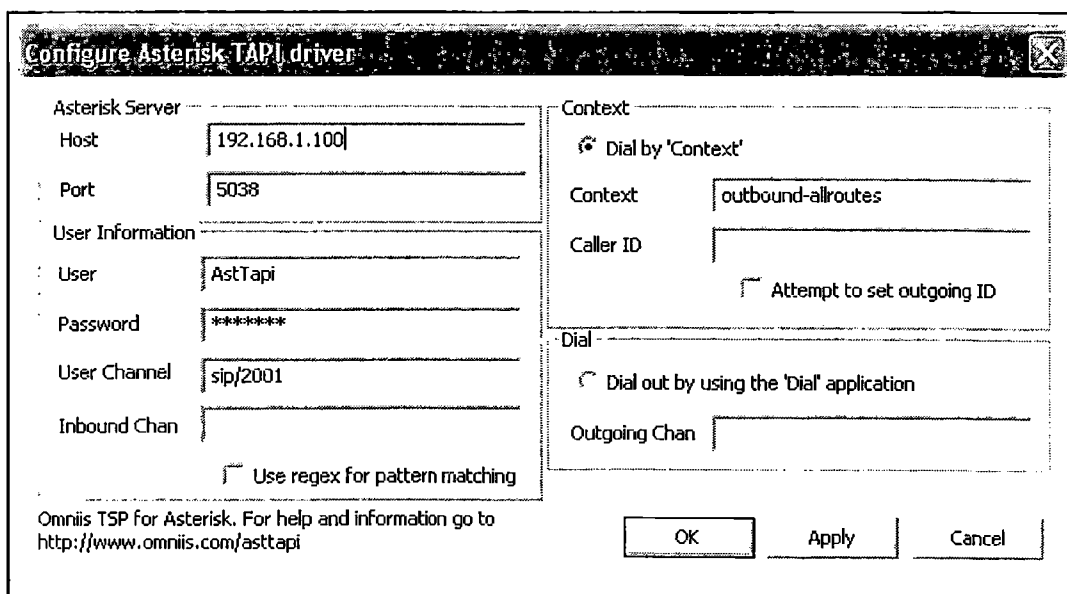 Configure Asterisk TAPI driver
Asterisk Server
Host 192.168.1.100
Port 5038
User Information
User AstTapi
Password *******
User Channel sip/2001
Inbound Chan
Use regex for pattern matching
Omniis TSP for Asterisk. For help and information go to
http://www.omniis.com/asttapi
Context
Dial by 'Context'
Context outbound-allroutes
Caller ID
Attempt to set outgoing ID
Dial
Dial out by using the 'Dial' application
Outgoing Chan
OK Apply Cancel